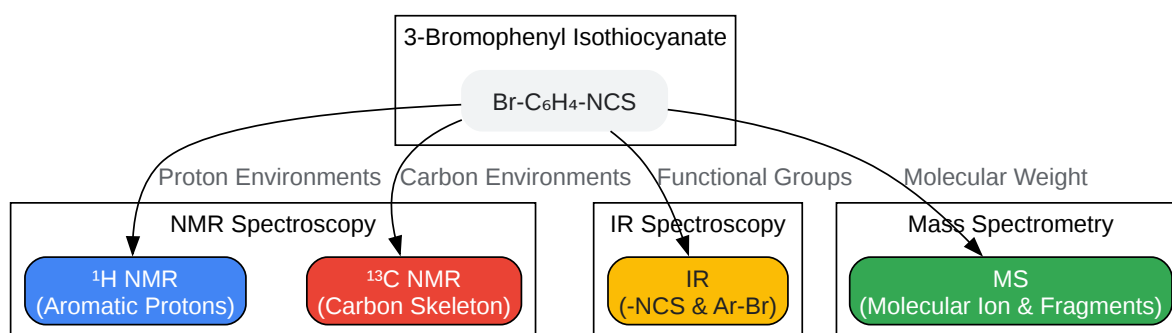 3-Bromophenyl Isothiocyanate
Br-C₆H₄-NCS
Proton Environments
Carbon Environments
Functional Groups
Molecular Weight
NMR Spectroscopy
IR Spectroscopy
Mass Spectrometry
¹H NMR
(Aromatic Protons)
¹³C NMR
(Carbon Skeleton)
IR
(-NCS & Ar-Br)
MS
(Molecular Ion & Fragments)